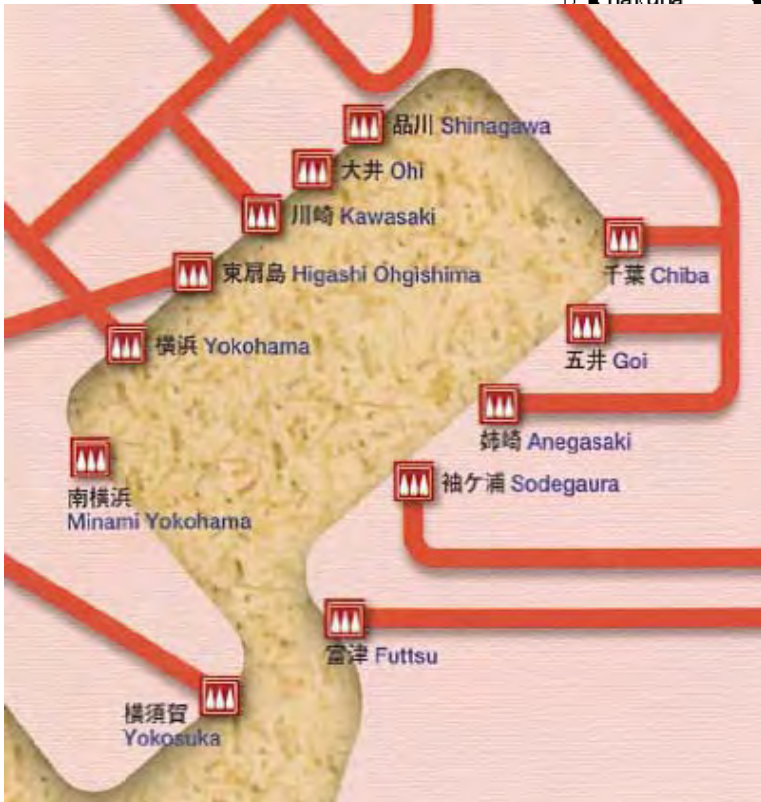 品川 Shinagawa
大井 Ohi
川崎 Kawasaki
東扇島 Higashi Ohgishima
横浜 Yokohama
千葉 Chiba
五井 Goi
姉崎 Anegasaki
袖ケ浦 Sodegaura
南横浜
Minami Yokohama
富津 Futtsu
横須賀
Yokosuka